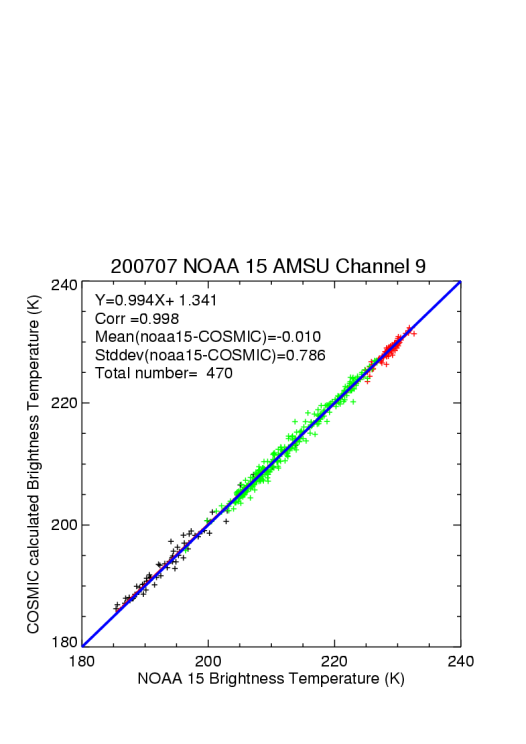 200707 NOAA 15 AMSU Channel 9
240
Y=0.994X+ 1.341
Corr =0.998
Mean(noaa15-COSMIC)=-0.010
Stddev(noaa15-COSMIC)=0.786
Total number=  470
220
200
180
COSMIC calculated Brightness Temperature (K)
180 200 220 240
NOAA 15 Brightness Temperature (K)